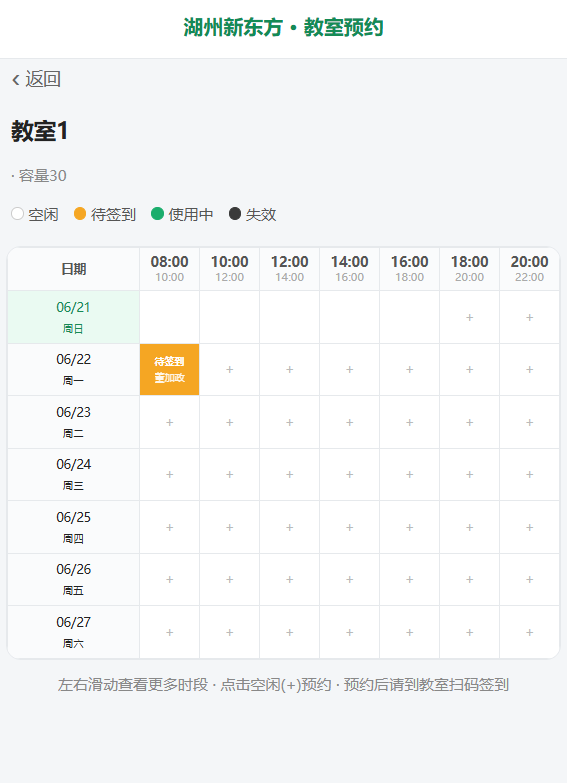 湖州新东方·教室预约
‹ 返回
教室1
· 容量30
空闲 待签到 使用中 失效
日期 08:00 10:00 12:00 14:00 16:00 18:00 20:00
10:00 12:00 14:00 16:00 18:00 20:00 22:00
06/21
周日
+ +
06/22
周一
待签到
董加政
+ + + + + +
06/23
周二
+ + + + + + +
06/24
周三
+ + + + + + +
06/25
周四
+ + + + + + +
06/26
周五
+ + + + + + +
06/27
周六
+ + + + + + +
左右滑动查看更多时段 · 点击空闲(+)预约 · 预约后请到教室扫码签到